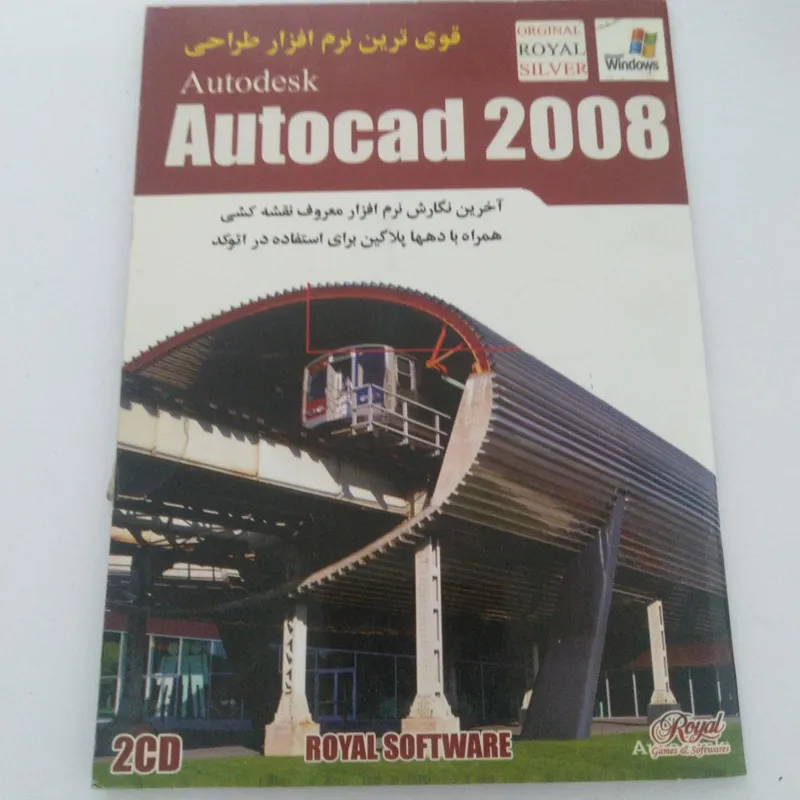 قوی ترین نرم افزار طراحی
ORGINAL
ROYAL
SILVER
Windows
Autodesk
Autocad 2008
آخرین نگارش نرم افزار معروف نقشه کشی
همراه با دهها پلاگین برای استفاده در اتوکد
2CD
ROYAL SOFTWARE
Royal
Games & Softwares